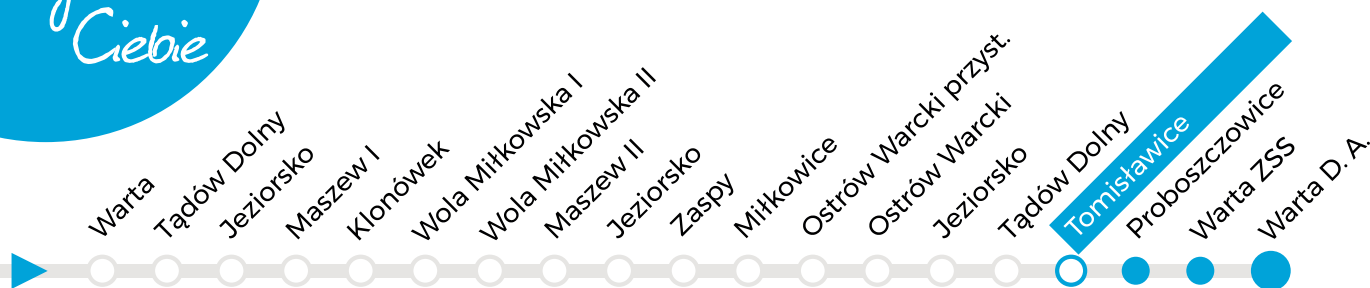 Ciebie
Warta
Tądów Dolny
Jeziorsko
Maszew I
Klonówek
Wola Miłkowska I
Wola Miłkowska II
Maszew II
Jeziorsko
Zaspy
Miłkowice
Ostrów Warcki przyst.
Ostrów Warcki
Jeziorsko
Tądów Dolny
Tomisławice
Proboszczowice
Warta ZSS
Warta D. A.